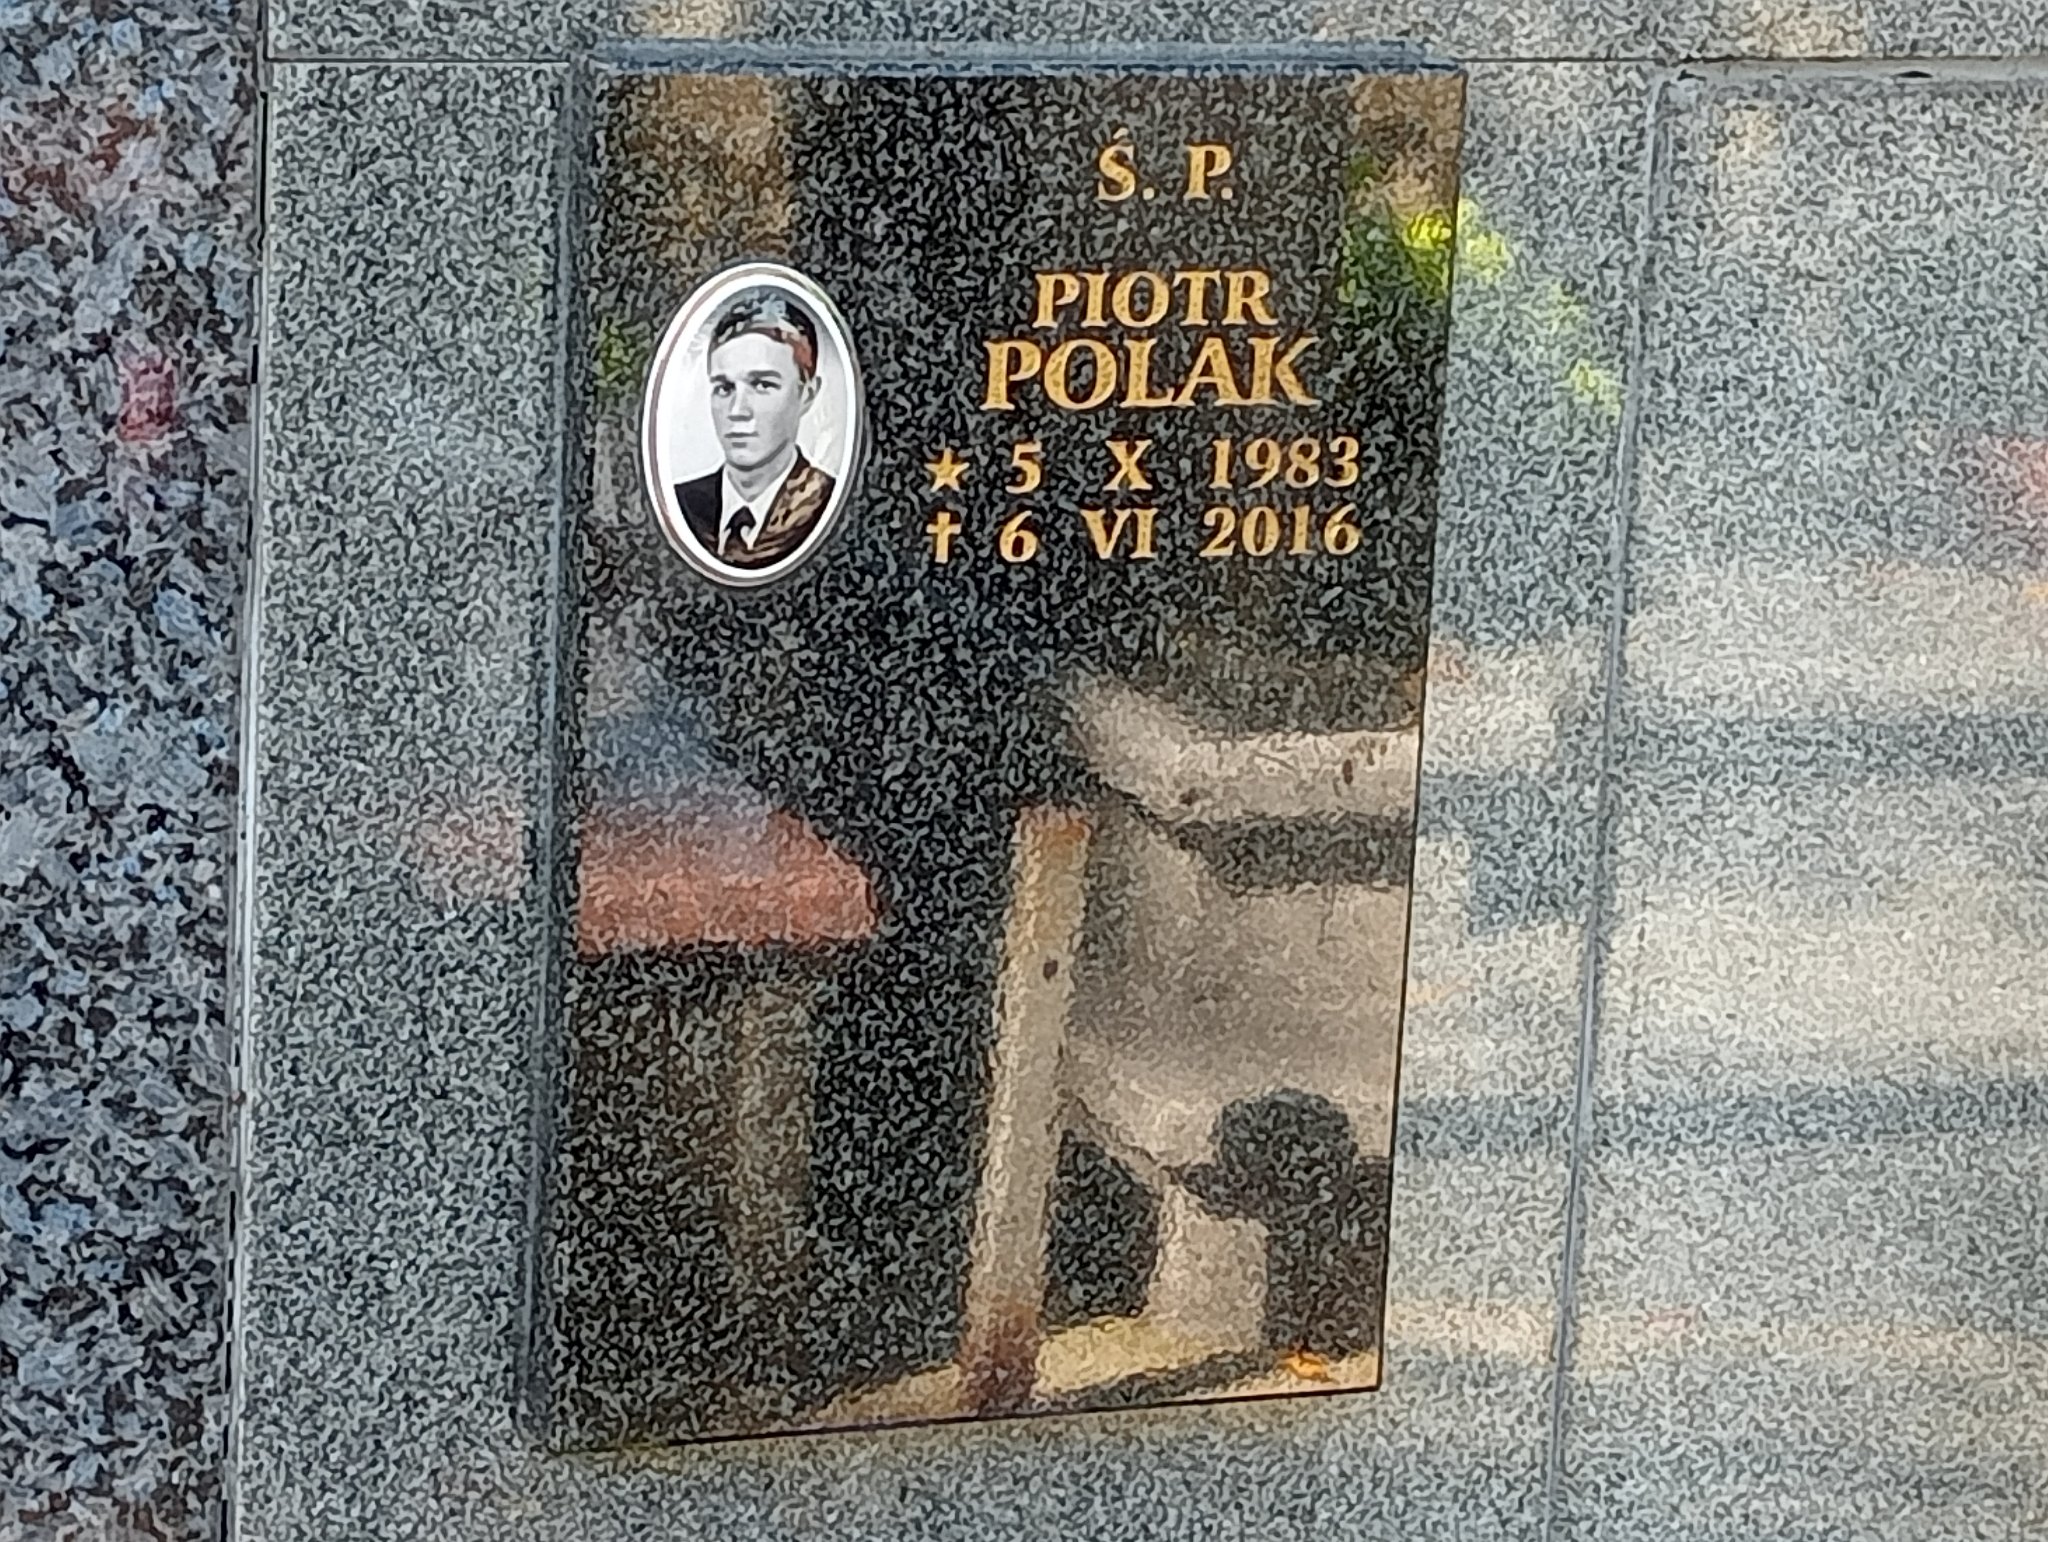 Ś. P.
PIOTR
POLAK
★ 5 X 1983
✝ 6 VI 2016